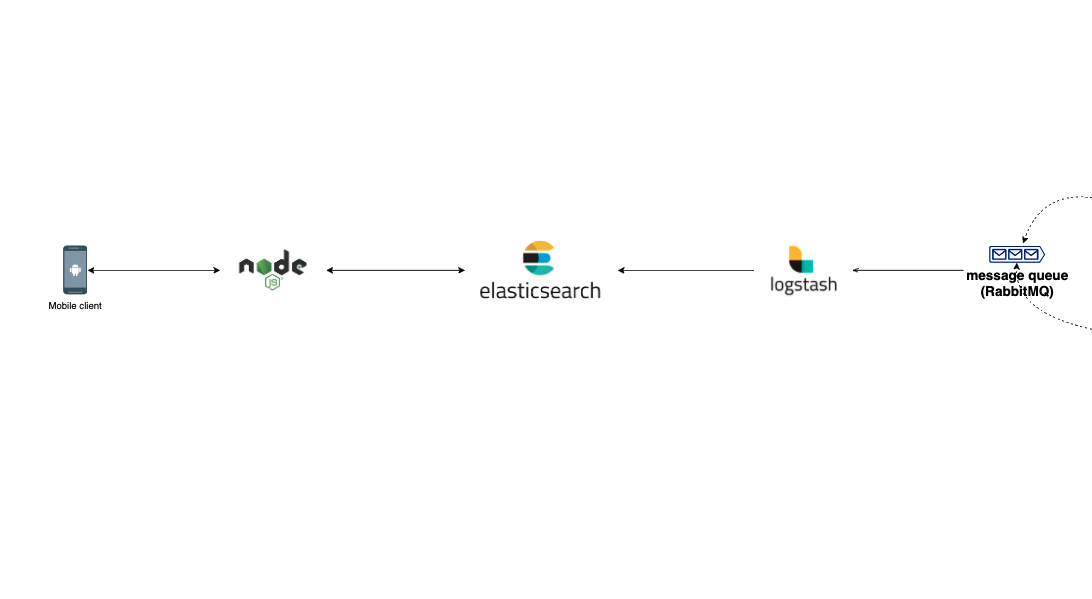 node
JS
elasticsearch
logstash
message queue
(RabbitMQ)
Mobile client